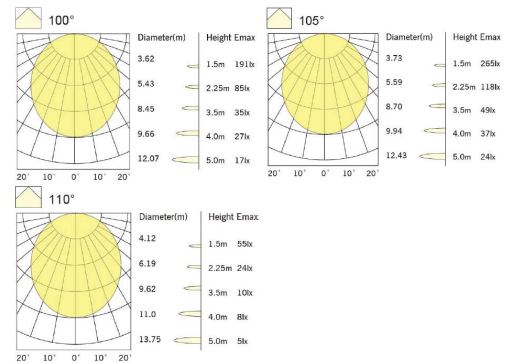 100°
Diameter(m) Height Emax
3.62 1.5m 191lx
5.43 2.25m 85lx
8.45 3.5m 35lx
9.66 4.0m 27lx
12.07 5.0m 17lx
20° 10° 0° 10° 20°
105°
Diameter(m) Height Emax
3.73 1.5m 265lx
5.59 2.25m 118lx
8.70 3.5m 49lx
9.94 4.0m 37lx
12.43 5.0m 24lx
20° 10° 0° 10° 20°
110°
Diameter(m) Height Emax
4.12 1.5m 55lx
6.19 2.25m 24lx
9.62 3.5m 10lx
11.0 4.0m 8lx
13.75 5.0m 5lx
20° 10° 0° 10° 20°